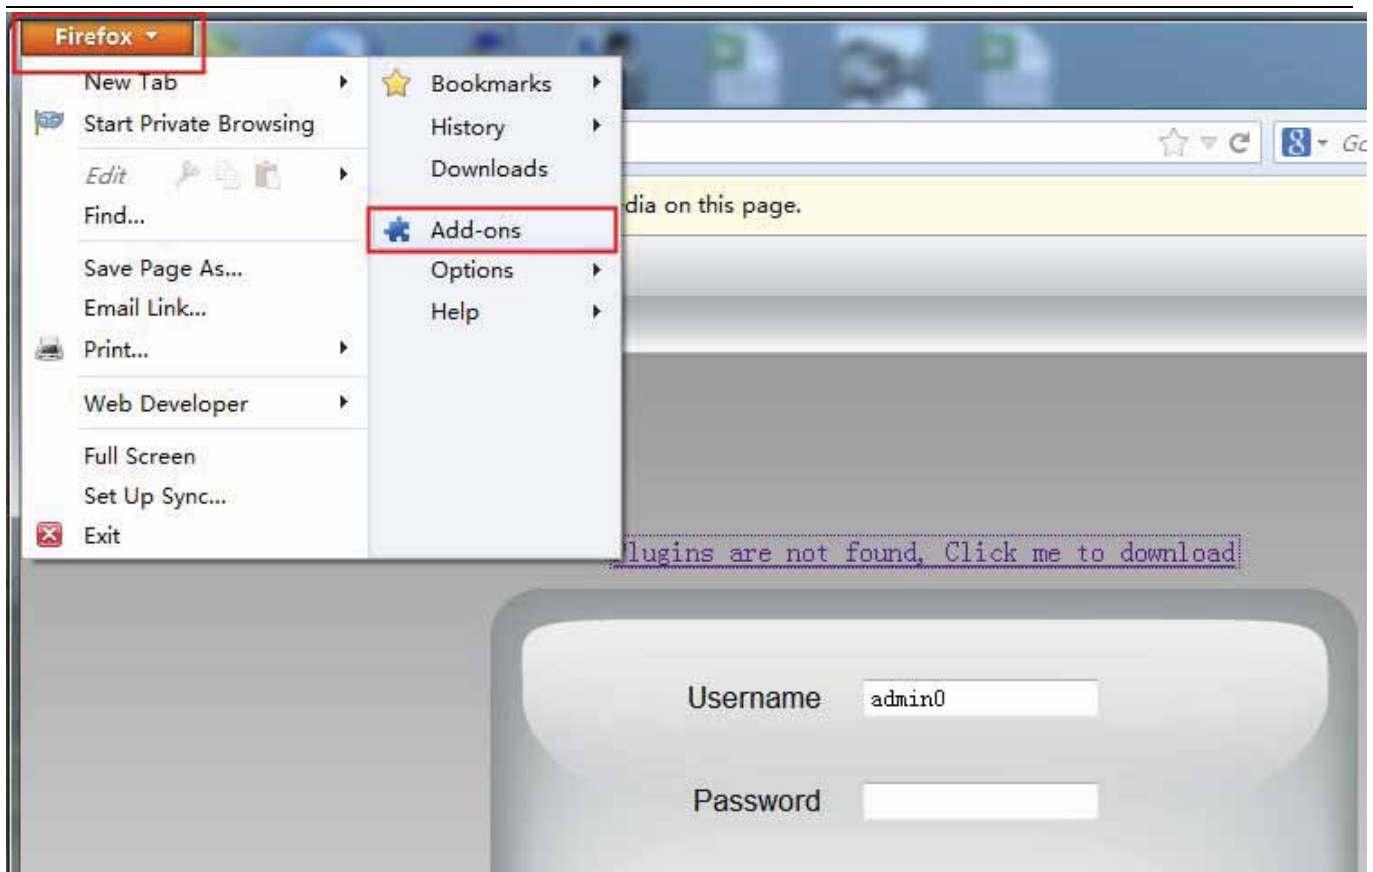 Firefox
New Tab
Start Private Browsing
Edit
Find...
Save Page As...
Email Link...
Print...
Web Developer
Full Screen
Set Up Sync...
Exit
Bookmarks
History
Downloads
Add-ons
Options
Help
8
on this page.
are not found, Click me to download
Username admin0
Password